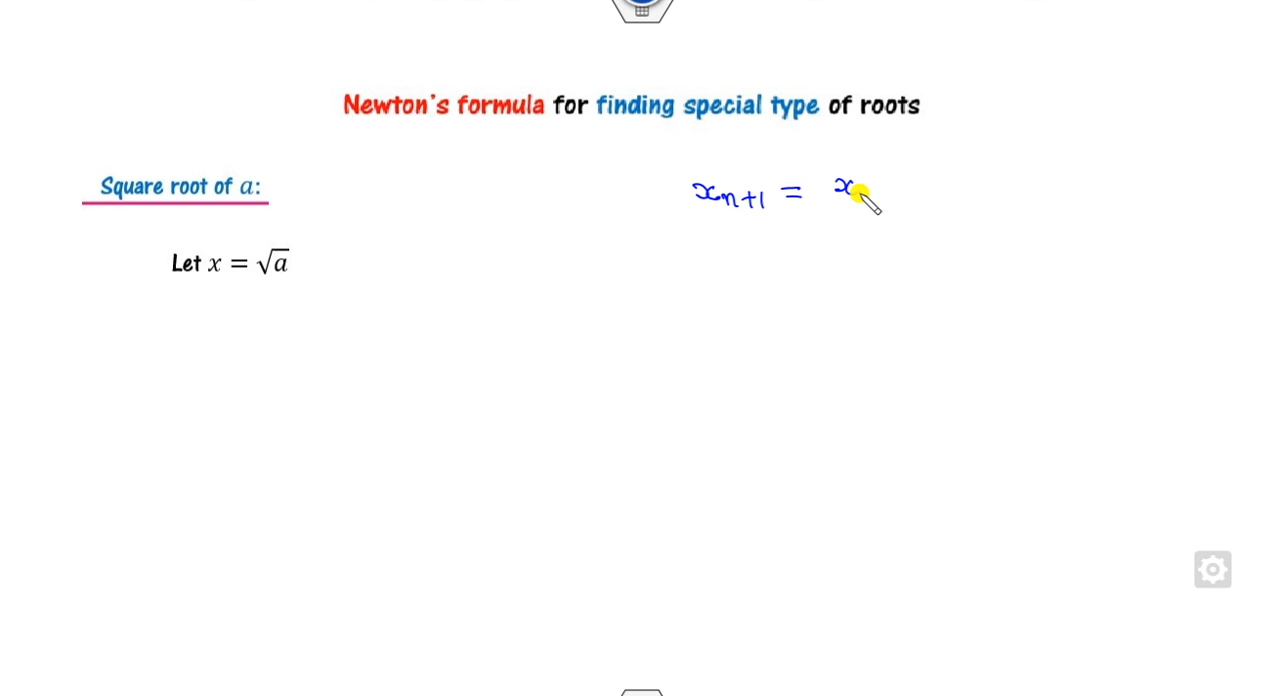 Newton's formula for finding special type of roots
Square root of a:
xₙ₊₁ = x
Let x = √a